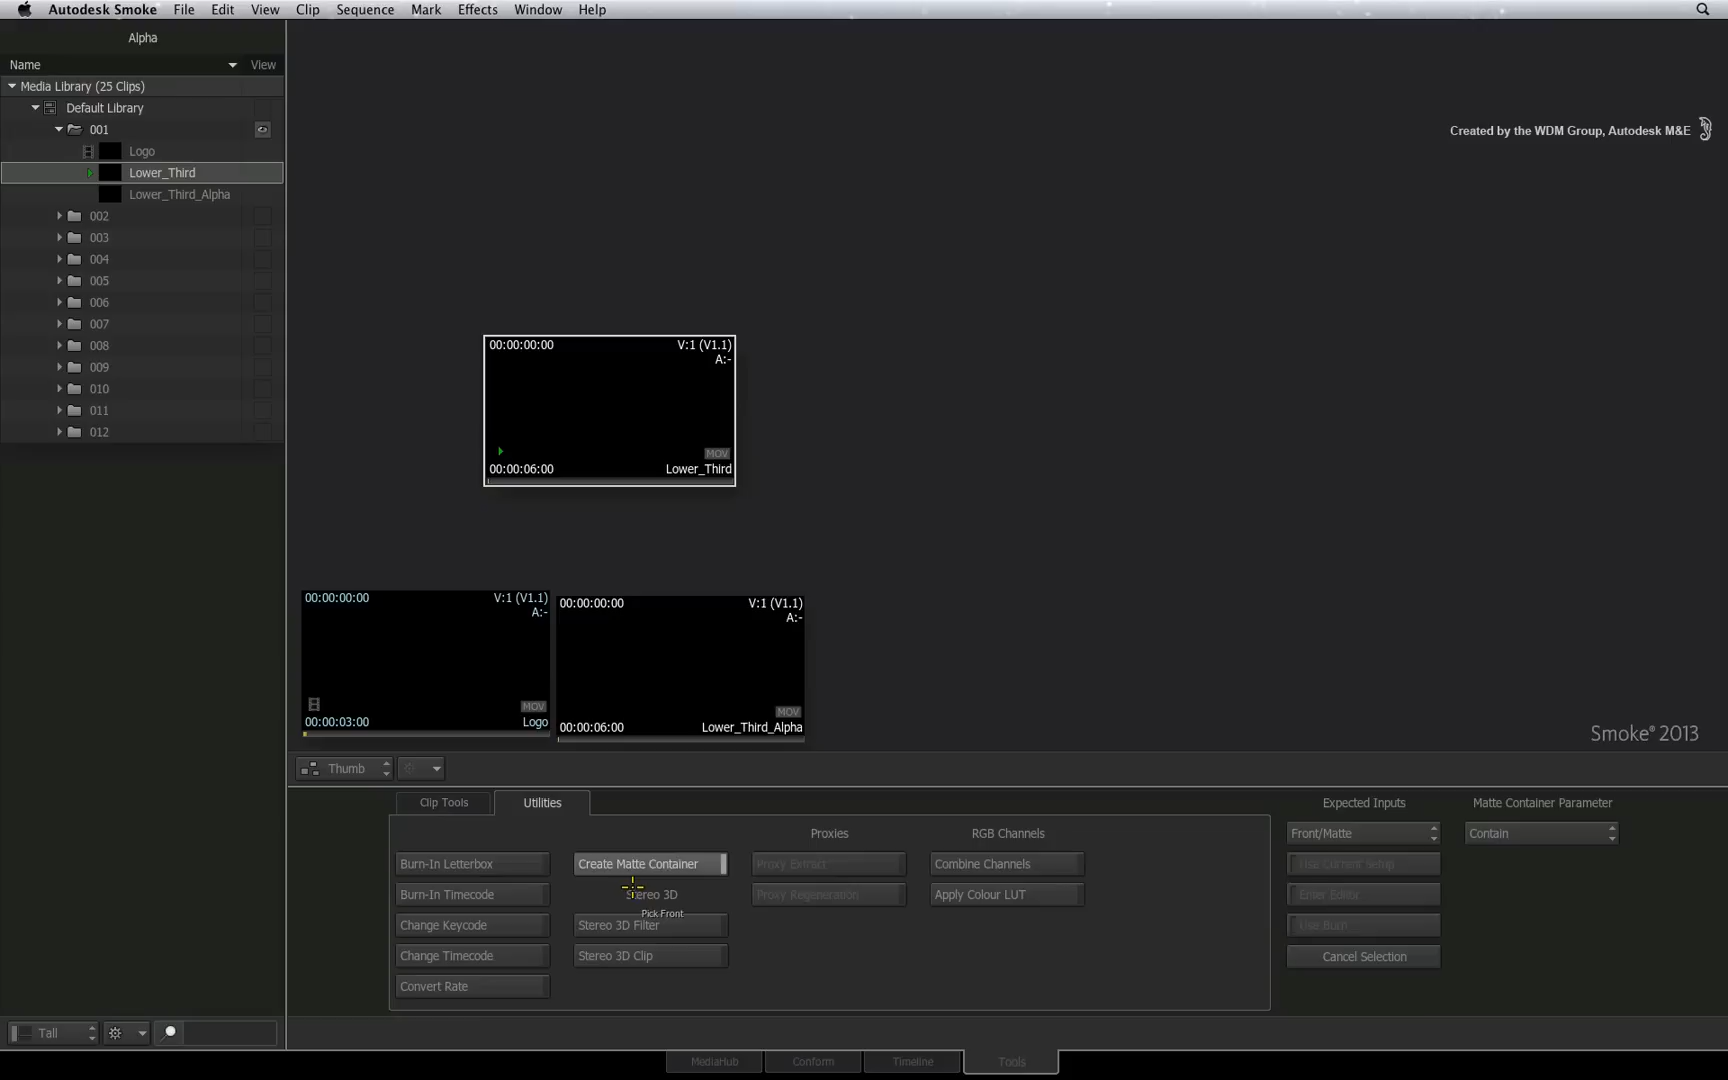 Autodesk Smoke File Edit View Clip Sequence Mark Effects Window Help
Alpha
Name View
Media Library (25 Clips)
Default Library
001
Logo
Lower_Third
Lower_Third_Alpha
002
003
004
005
006
007
008
009
010
011
012
Tall
Created by the WDM Group, Autodesk M&E
00:00:00:00 V:1 (V1.1)
A:-
MOV
00:00:06:00 Lower_Third
00:00:00:00 V:1 (V1.1)
A:-
MOV
00:00:03:00 Logo
00:00:00:00 V:1 (V1.1)
A:-
MOV
00:00:06:00 Lower_Third_Alpha
Smoke® 2013
Thumb
Clip Tools Utilities
Burn-In Letterbox
Burn-In Timecode
Change Keycode
Change Timecode
Convert Rate
Create Matte Container
Stereo 3D
Pick Front
Stereo 3D Filter
Stereo 3D Clip
Proxies
Proxy Extract
Proxy Regeneration
RGB Channels
Combine Channels
Apply Colour LUT
Expected Inputs
Front/Matte
Use Current Setup
Enter Editor
Use Burn
Cancel Selection
Matte Container Parameter
Contain
MediaHub Conform Timeline Tools